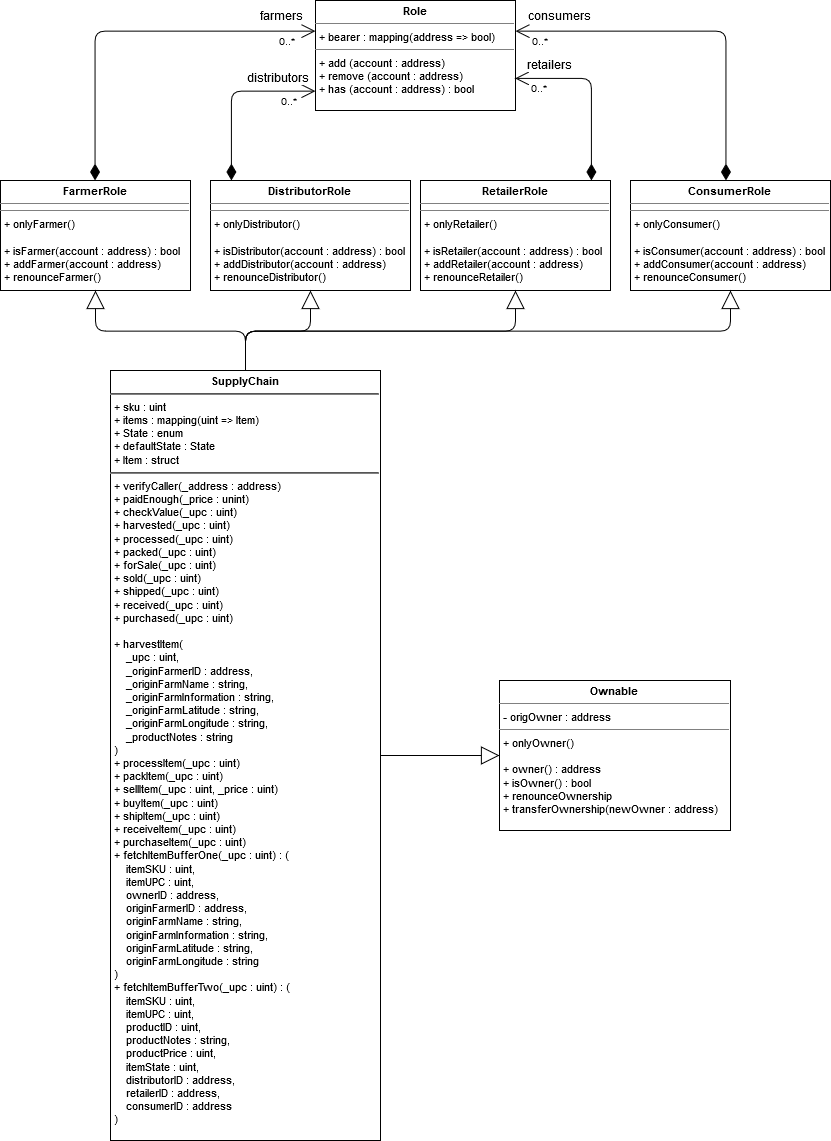 farmers
Role
consumers
0..*
+ bearer : mapping(address => bool)
0..*
+ add (account : address)
+ remove (account : address)
+ has (account : address) : bool
distributors
0..*
retailers
0..*
FarmerRole
+ onlyFarmer()
+ isFarmer(account : address) : bool
+ addFarmer(account : address)
+ renounceFarmer()
DistributorRole
+ onlyDistributor()
+ isDistributor(account : address) : bool
+ addDistributor(account : address)
+ renounceDistributor()
RetailerRole
+ onlyRetailer()
+ isRetailer(account : address) : bool
+ addRetailer(account : address)
+ renounceRetailer()
ConsumerRole
+ onlyConsumer()
+ isConsumer(account : address) : bool
+ addConsumer(account : address)
+ renounceConsumer()
SupplyChain
+ sku : uint
+ items : mapping(uint => Item)
+ State : enum
+ defaultState : State
+ Item : struct
+ verifyCaller(_address : address)
+ paidEnough(_price : unint)
+ checkValue(_upc : uint)
+ harvested(_upc : uint)
+ processed(_upc : uint)
+ packed(_upc : uint)
+ forSale(_upc : uint)
+ sold(_upc : uint)
+ shipped(_upc : uint)
+ received(_upc : uint)
+ purchased(_upc : uint)
+ harvestItem(
_upc : uint,
_originFarmerID : address,
_originFarmName : string,
_originFarmInformation : string,
_originFarmLatitude : string,
_originFarmLongitude : string,
_productNotes : string
)
+ processItem(_upc : uint)
+ packItem(_upc : uint)
+ sellItem(_upc : uint, _price : uint)
+ buyItem(_upc : uint)
+ shipItem(_upc : uint)
+ receiveItem(_upc : uint)
+ purchaseItem(_upc : uint)
+ fetchItemBufferOne(_upc : uint) : (
itemSKU : uint,
itemUPC : uint,
ownerID : address,
originFarmerID : address,
originFarmName : string,
originFarmInformation : string,
originFarmLatitude : string,
originFarmLongitude : string
)
+ fetchItemBufferTwo(_upc : uint) : (
itemSKU : uint,
itemUPC : uint,
productID : uint,
productNotes : string,
productPrice : uint,
itemState : uint,
distributorID : address,
retailerID : address,
consumerID : address
)
Ownable
- origOwner : address
+ onlyOwner()
+ owner() : address
+ isOwner() : bool
+ renounceOwnership
+ transferOwnership(newOwner : address)